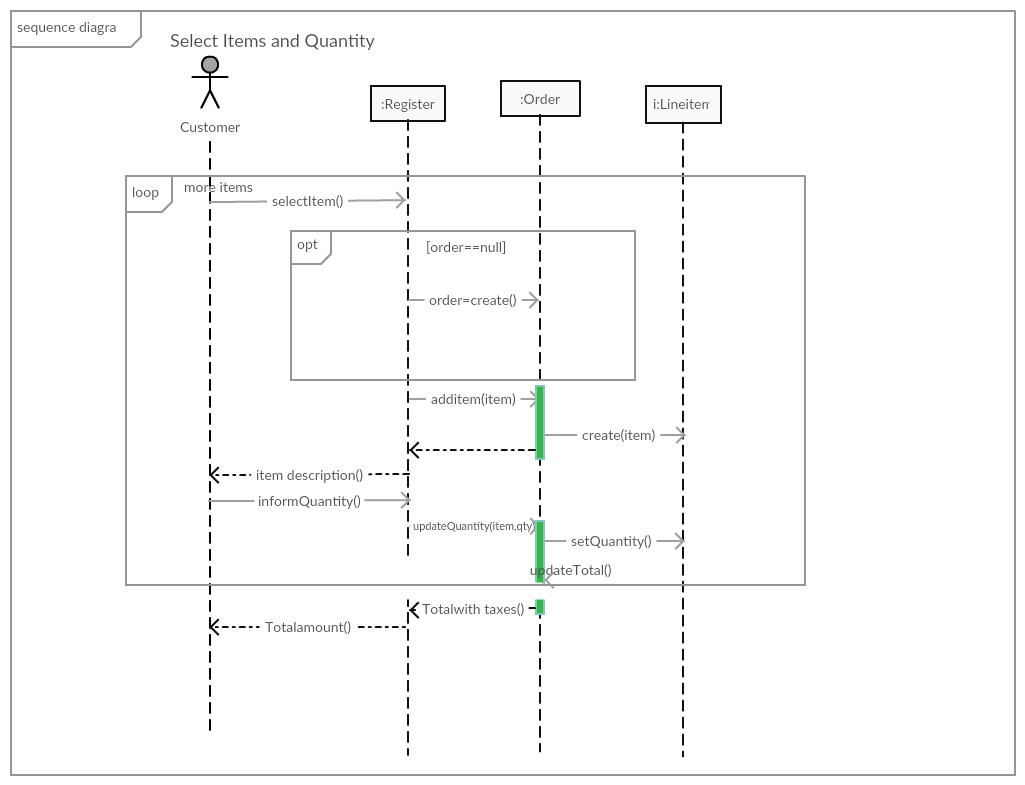 sequence diagra
Select Items and Quantity
Customer
:Register
:Order
i:Lineitem
loop
more items
selectItem()
opt
[order==null]
order=create()
additem(item)
create(item)
item description()
informQuantity()
updateQuantity(item,qty)
setQuantity()
updateTotal()
Totalwith taxes()
Totalamount()